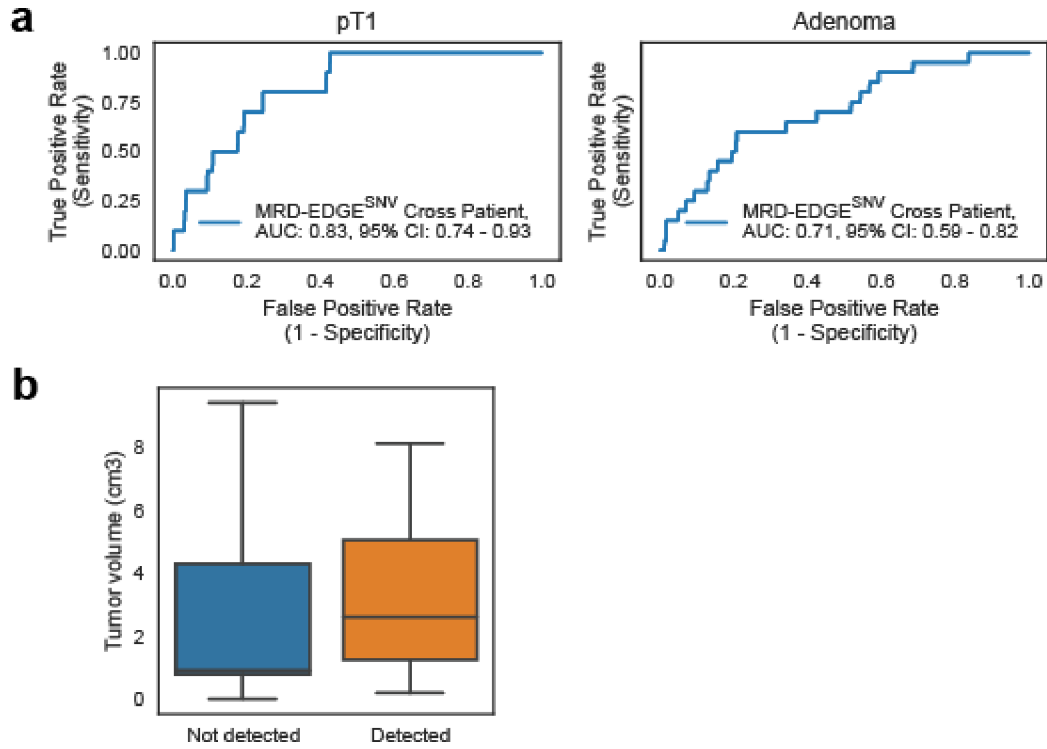 a
pT1
Adenoma
True Positive Rate
(Sensitivity)
1.00
0.75
0.50
0.25
0.00
MRD-EDGE^SNV Cross Patient,
AUC: 0.83, 95% CI: 0.74 - 0.93
0.0 0.2 0.4 0.6 0.8 1.0
False Positive Rate
(1 - Specificity)
True Positive Rate
(Sensitivity)
MRD-EDGE^SNV Cross Patient,
AUC: 0.71, 95% CI: 0.59 - 0.82
0.0 0.2 0.4 0.6 0.8 1.0
False Positive Rate
(1 - Specificity)
b
Tumor volume (cm3)
8
6
4
2
0
Not detected
Detected